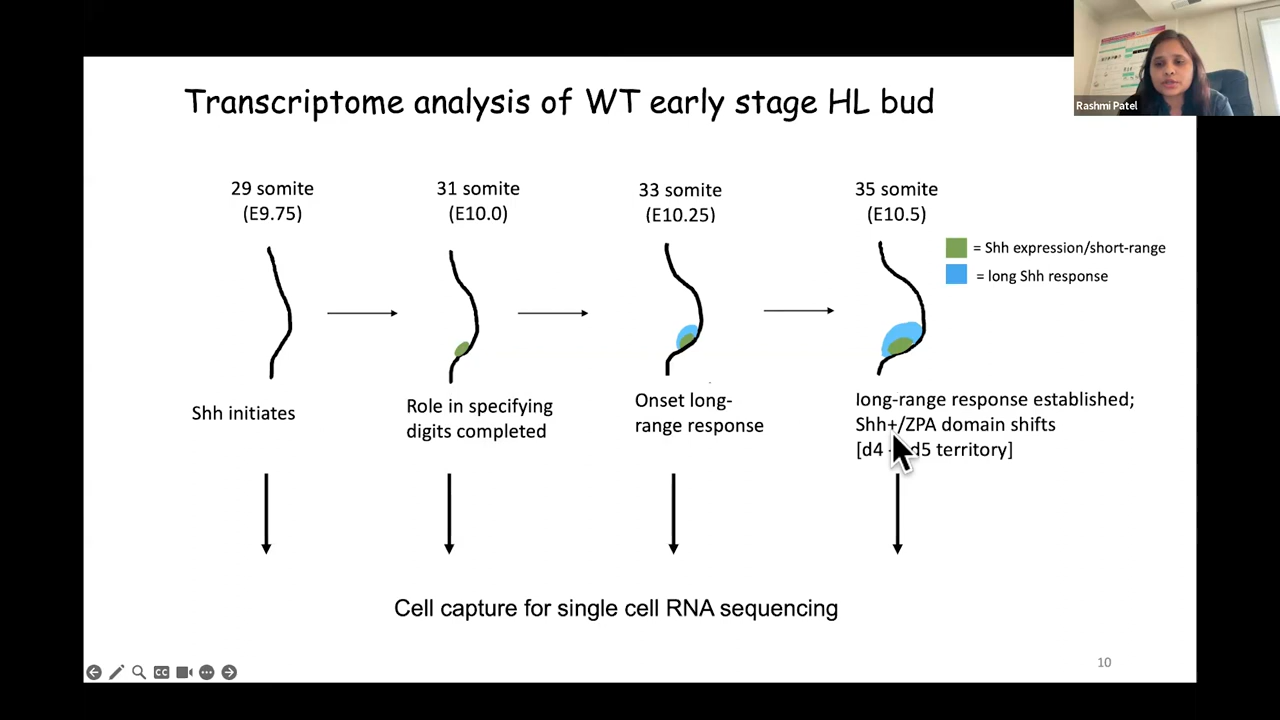 Rashmi Patel
Transcriptome analysis of WT early stage HL bud
29 somite
(E9.75)
31 somite
(E10.0)
33 somite
(E10.25)
35 somite
(E10.5)
= Shh expression/short-range
= long Shh response
Shh initiates
Role in specifying
digits completed
Onset long-
range response
long-range response established;
Shh+/ZPA domain shifts
[d4 d5 territory]
Cell capture for single cell RNA sequencing
10
CC